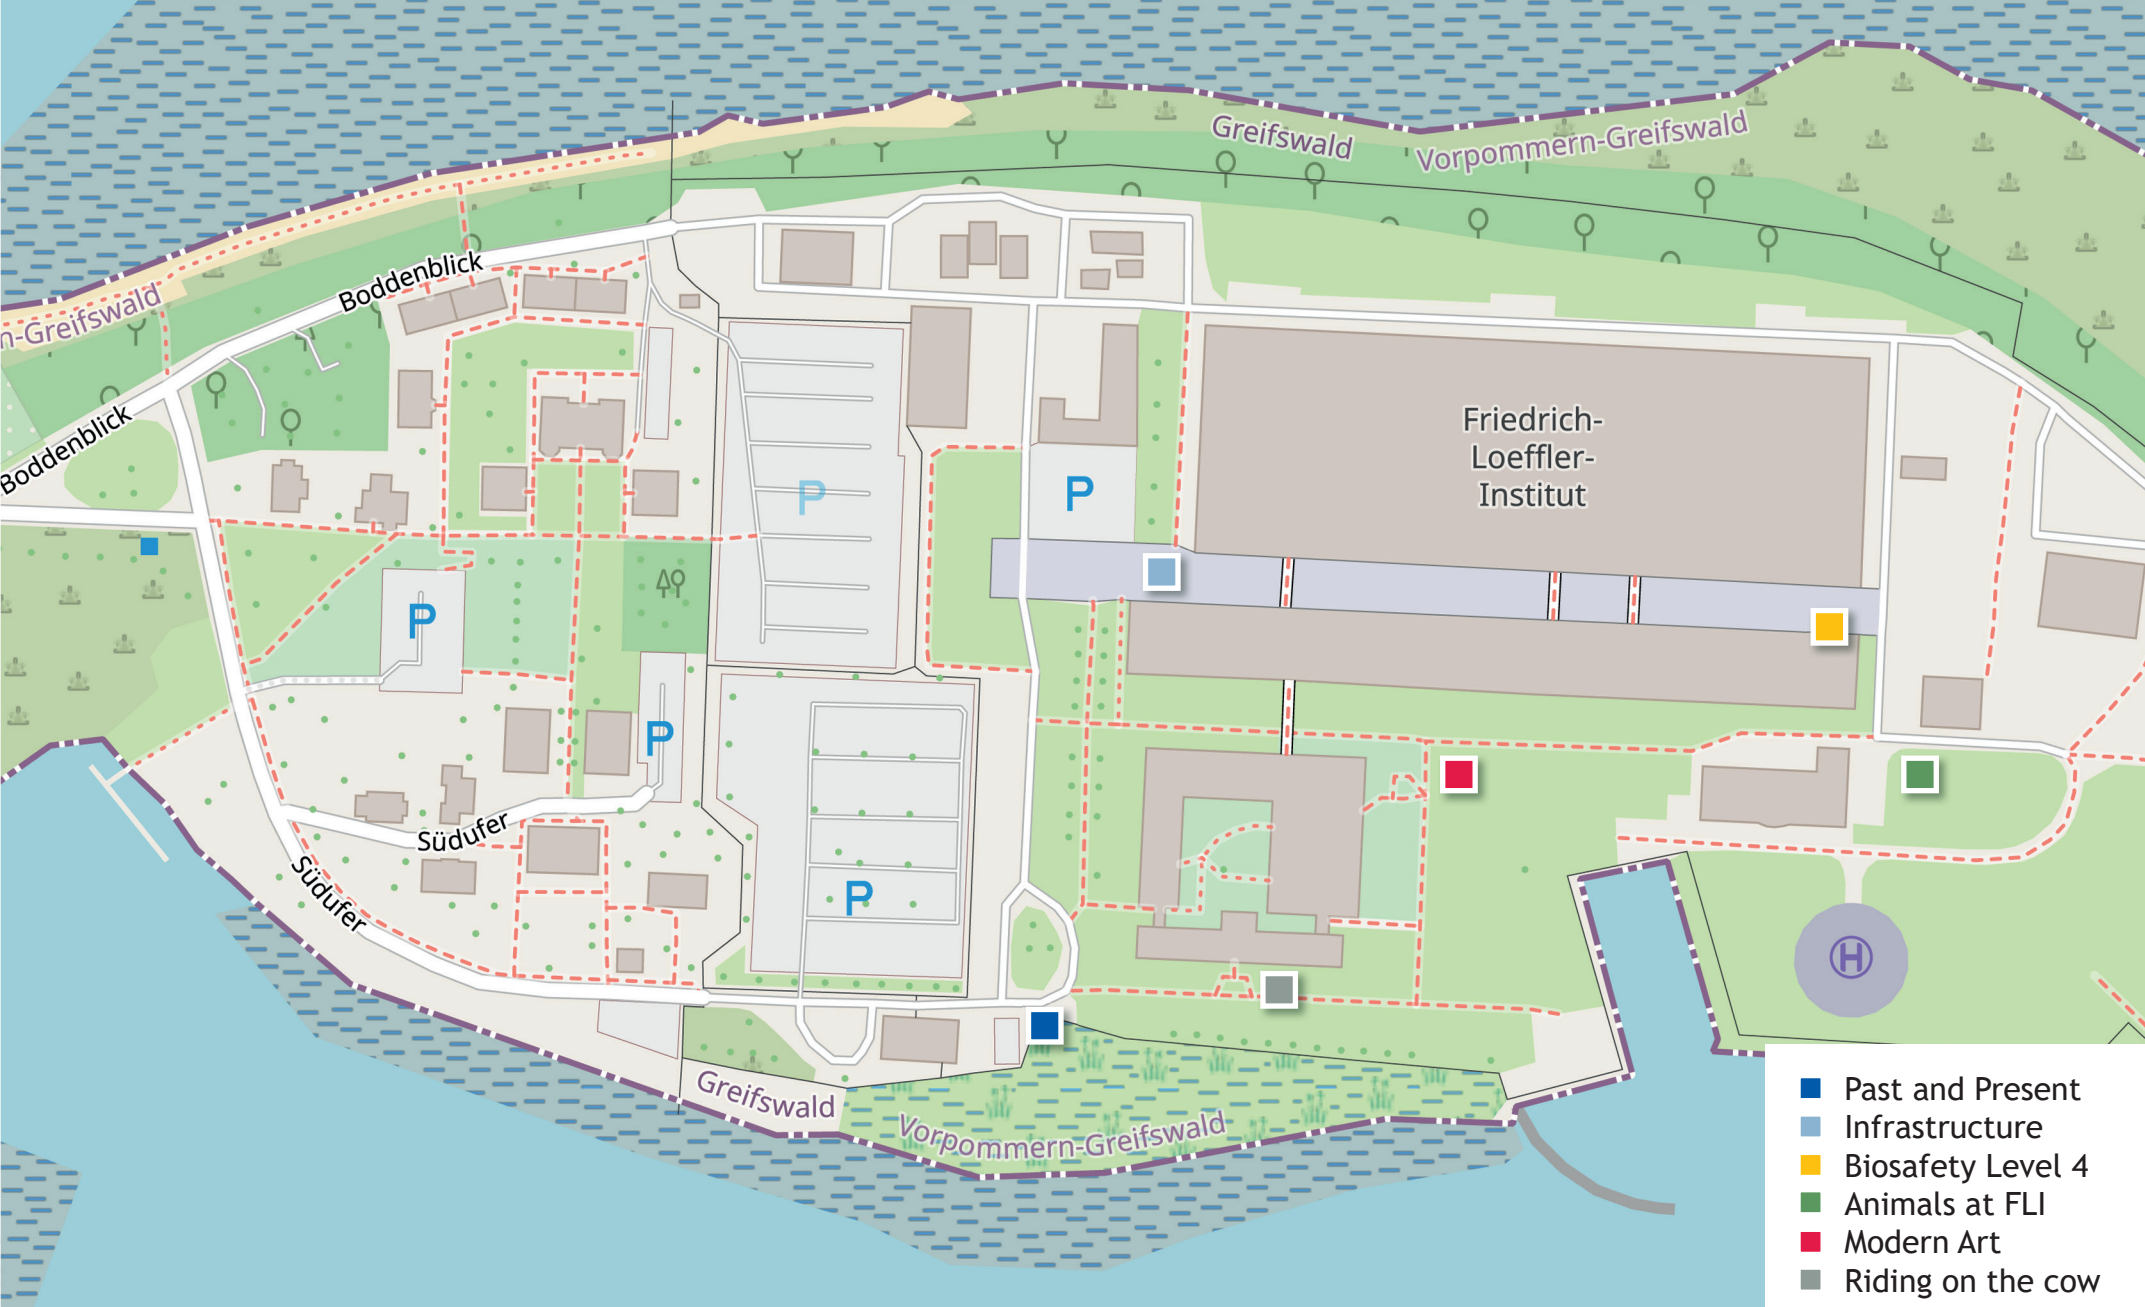 Greifswald
Vorpommern-Greifswald
Boddenblick
n-Greifswald
Boddenblick
Friedrich-
Loeffler-
Institut
P
P
P
P
P
Südufer
Südufer
H
Greifswald
Vorpommern-Greifswald
Past and Present
Infrastructure
Biosafety Level 4
Animals at FLI
Modern Art
Riding on the cow